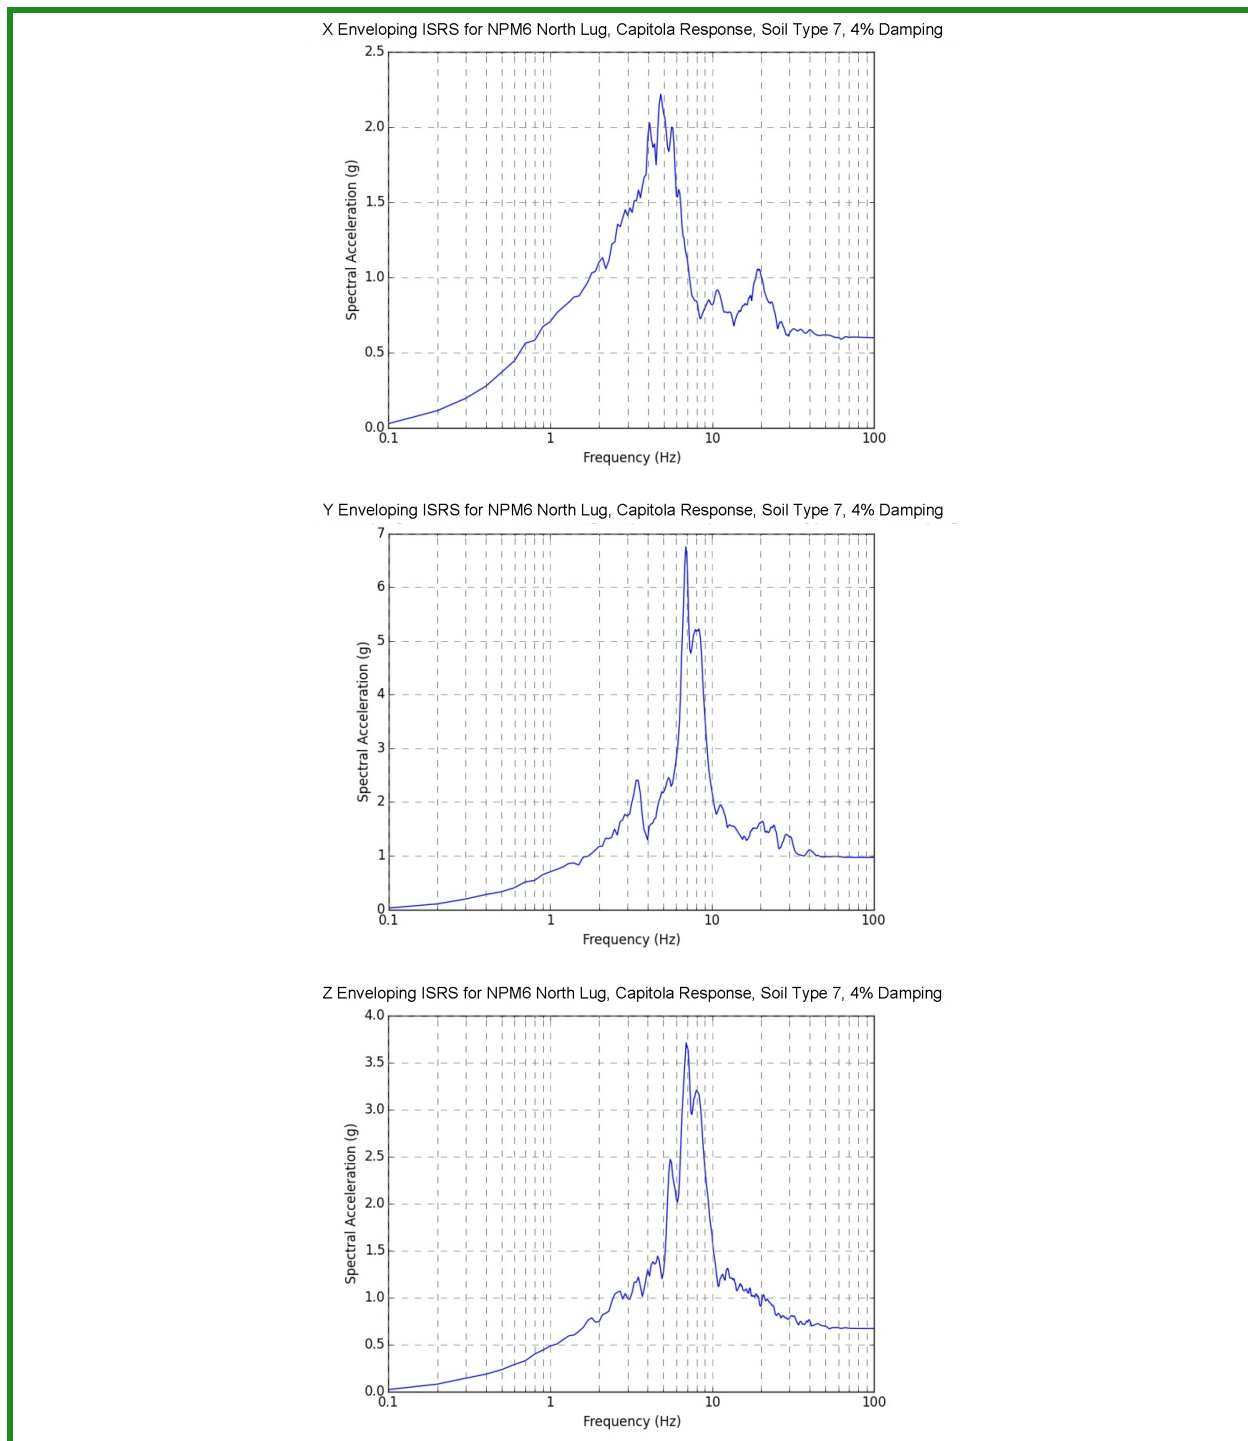 X Enveloping ISRS for NPM6 North Lug, Capitola Response, Soil Type 7, 4% Damping
2.5
2.0
1.5
1.0
0.5
0.0
Spectral Acceleration (g)
0.1 1 10 100
Frequency (Hz)
Y Enveloping ISRS for NPM6 North Lug, Capitola Response, Soil Type 7, 4% Damping
7
6
5
4
3
2
1
0
Spectral Acceleration (g)
0.1 1 10 100
Frequency (Hz)
Z Enveloping ISRS for NPM6 North Lug, Capitola Response, Soil Type 7, 4% Damping
4.0
3.5
3.0
2.5
2.0
1.5
1.0
0.5
0.0
Spectral Acceleration (g)
0.1 1 10 100
Frequency (Hz)